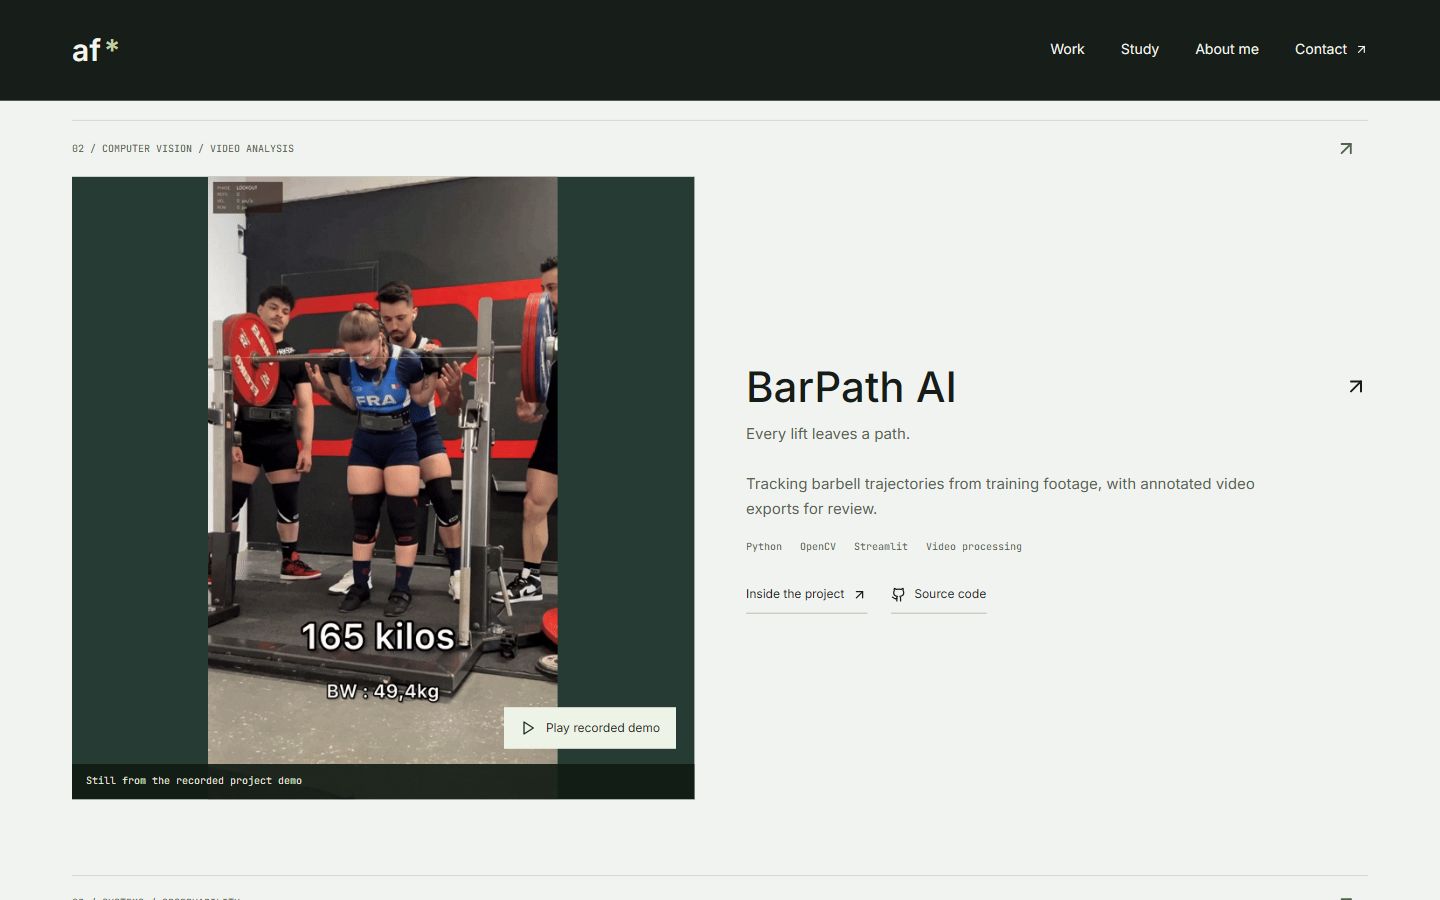 af*
Work Study About me Contact
02 / COMPUTER VISION / VIDEO ANALYSIS
PHASE LOCKOUT
FRA
165 kilos
BW : 49,4kg
Play recorded demo
Still from the recorded project demo
BarPath AI
Every lift leaves a path.
Tracking barbell trajectories from training footage, with annotated video
exports for review.
Python OpenCV Streamlit Video processing
Inside the project
Source code